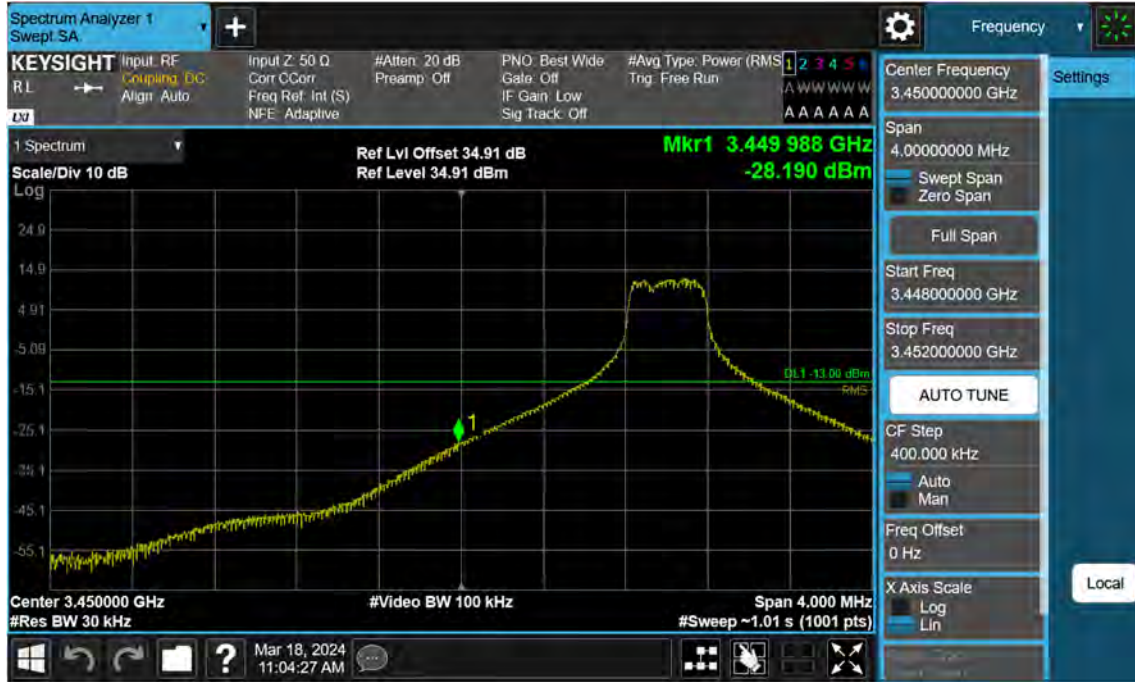 Spectrum Analyzer 1
Swept SA
Frequency
KEYSIGHT
RL
LXI
Input: RF
Coupling: DC
Align: Auto
Input Z: 50 Ω
Corr CCorr
Freq Ref: Int (S)
NFE: Adaptive
#Atten: 20 dB
Preamp: Off
PNO: Best Wide
Gate: Off
IF Gain: Low
Sig Track: Off
#Avg Type: Power (RMS
Trig: Free Run
1 2 3 4 5 6
A W W W W W
A A A A A A
1 Spectrum
Scale/Div 10 dB
Log
Ref Lvl Offset 34.91 dB
Ref Level 34.91 dBm
Mkr1 3.449 988 GHz
-28.190 dBm
24.9
14.9
4.91
-5.09
-15.1
-25.1
-35.1
-45.1
-55.1
DL1 -13.00 dBm
RMS
1
Center 3.450000 GHz
#Res BW 30 kHz
#Video BW 100 kHz
Span 4.000 MHz
#Sweep ~1.01 s (1001 pts)
Mar 18, 2024
11:04:27 AM
Center Frequency
3.450000000 GHz
Span
4.00000000 MHz
Swept Span
Zero Span
Full Span
Start Freq
3.448000000 GHz
Stop Freq
3.452000000 GHz
AUTO TUNE
CF Step
400.000 kHz
Auto
Man
Freq Offset
0 Hz
X Axis Scale
Log
Lin
Settings
Local